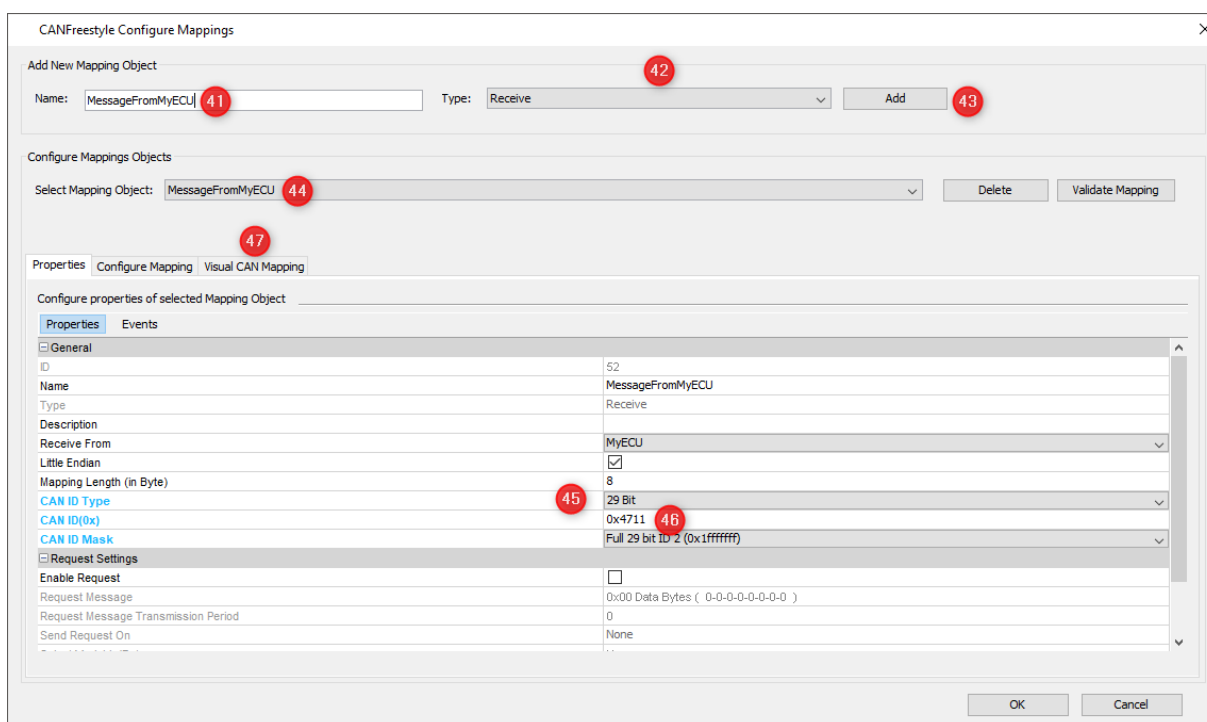 CANFreestyle Configure Mappings
Add New Mapping Object
42
Name: MessageFromMyECU 41 Type: Receive Add 43
Configure Mappings Objects
Select Mapping Object: MessageFromMyECU 44 Delete Validate Mapping
47
Properties Configure Mapping Visual CAN Mapping
Configure properties of selected Mapping Object
Properties Events
General
ID 52
Name MessageFromMyECU
Type Receive
Description
Receive From MyECU
Little Endian
Mapping Length (in Byte) 8
CAN ID Type 45 29 Bit
CAN ID(0x) 0x4711 46
CAN ID Mask Full 29 bit ID 2 (0x1fffffff)
Request Settings
Enable Request
Request Message 0x00 Data Bytes ( 0-0-0-0-0-0-0-0 )
Request Message Transmission Period 0
Send Request On None
OK Cancel